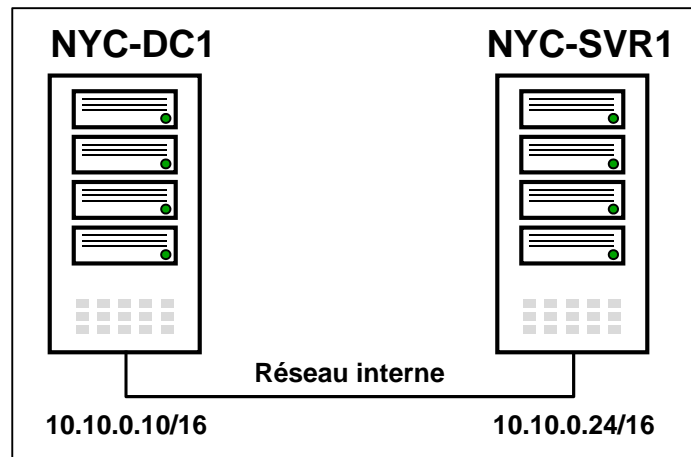 NYC-DC1
NYC-SVR1
Réseau interne
10.10.0.10/16
10.10.0.24/16